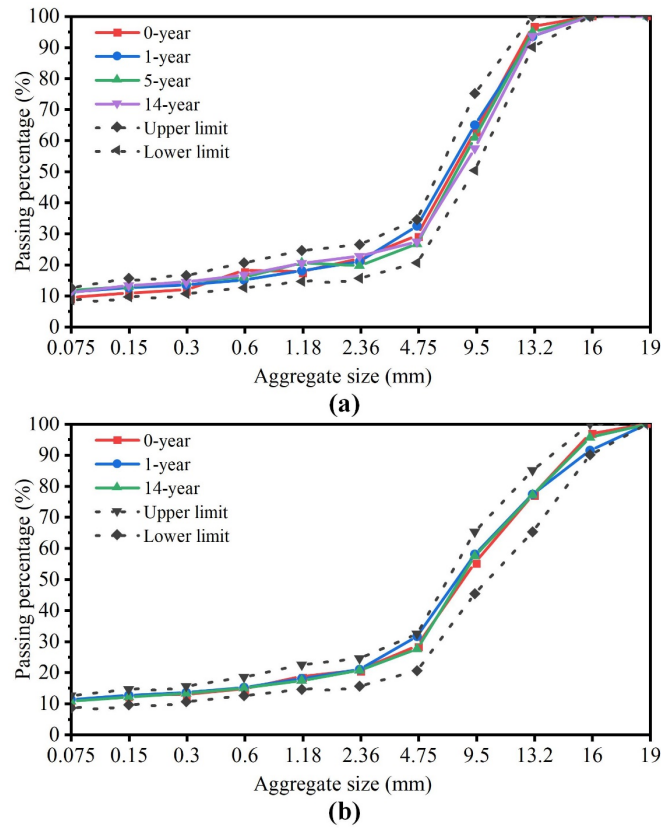 100
90
80
70
60
50
40
30
20
10
0
Passing percentage (%)
0-year
1-year
5-year
14-year
Upper limit
Lower limit
0.075 0.15 0.3 0.6 1.18 2.36 4.75 9.5 13.2 16 19
Aggregate size (mm)
(a)
100
90
80
70
60
50
40
30
20
10
0
Passing percentage (%)
0-year
1-year
14-year
Upper limit
Lower limit
0.075 0.15 0.3 0.6 1.18 2.36 4.75 9.5 13.2 16 19
Aggregate size (mm)
(b)